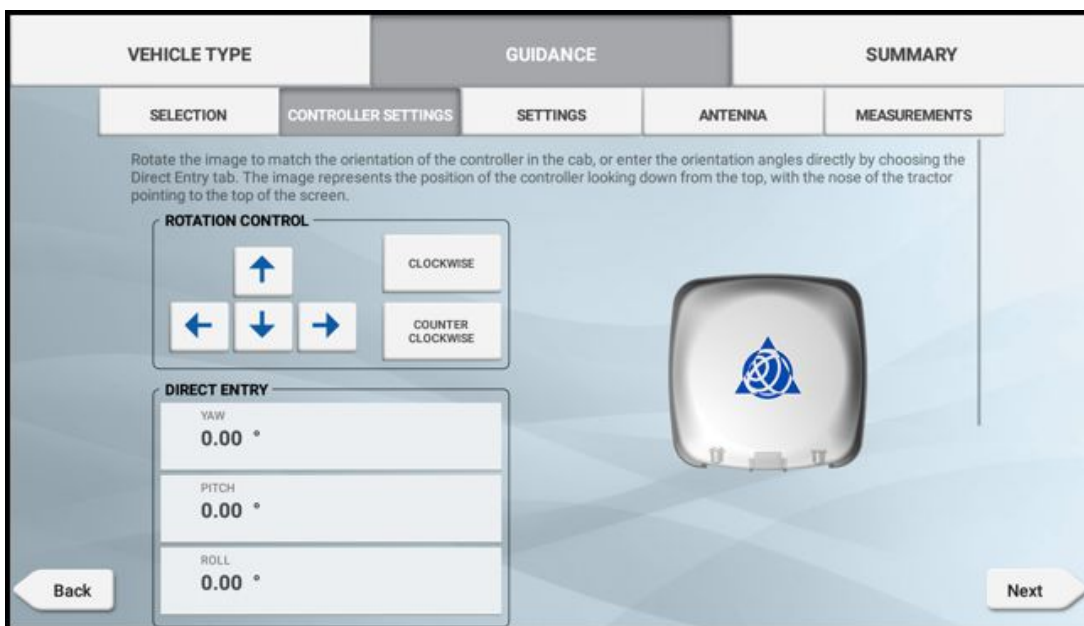 VEHICLE TYPE
GUIDANCE
SUMMARY
SELECTION
CONTROLLER SETTINGS
SETTINGS
ANTENNA
MEASUREMENTS
Rotate the image to match the orientation of the controller in the cab, or enter the orientation angles directly by choosing the
Direct Entry tab. The image represents the position of the controller looking down from the top, with the nose of the tractor
pointing to the top of the screen.
ROTATION CONTROL
CLOCKWISE
COUNTER
CLOCKWISE
DIRECT ENTRY
YAW
0.00 °
PITCH
0.00 °
ROLL
0.00 °
Back
Next